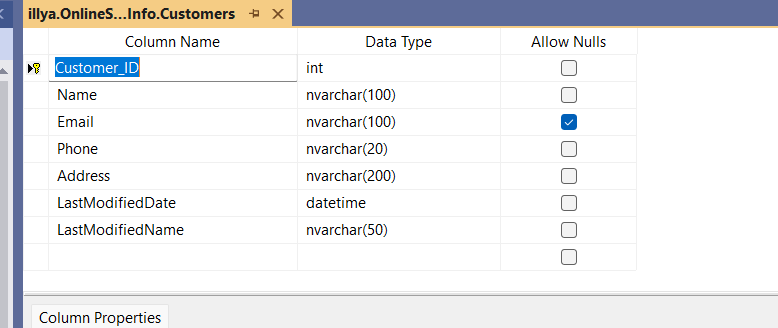 illya.OnlineS...Info.Customers
Column Name Data Type Allow Nulls
Customer_ID int
Name nvarchar(100)
Email nvarchar(100)
Phone nvarchar(20)
Address nvarchar(200)
LastModifiedDate datetime
LastModifiedName nvarchar(50)
Column Properties